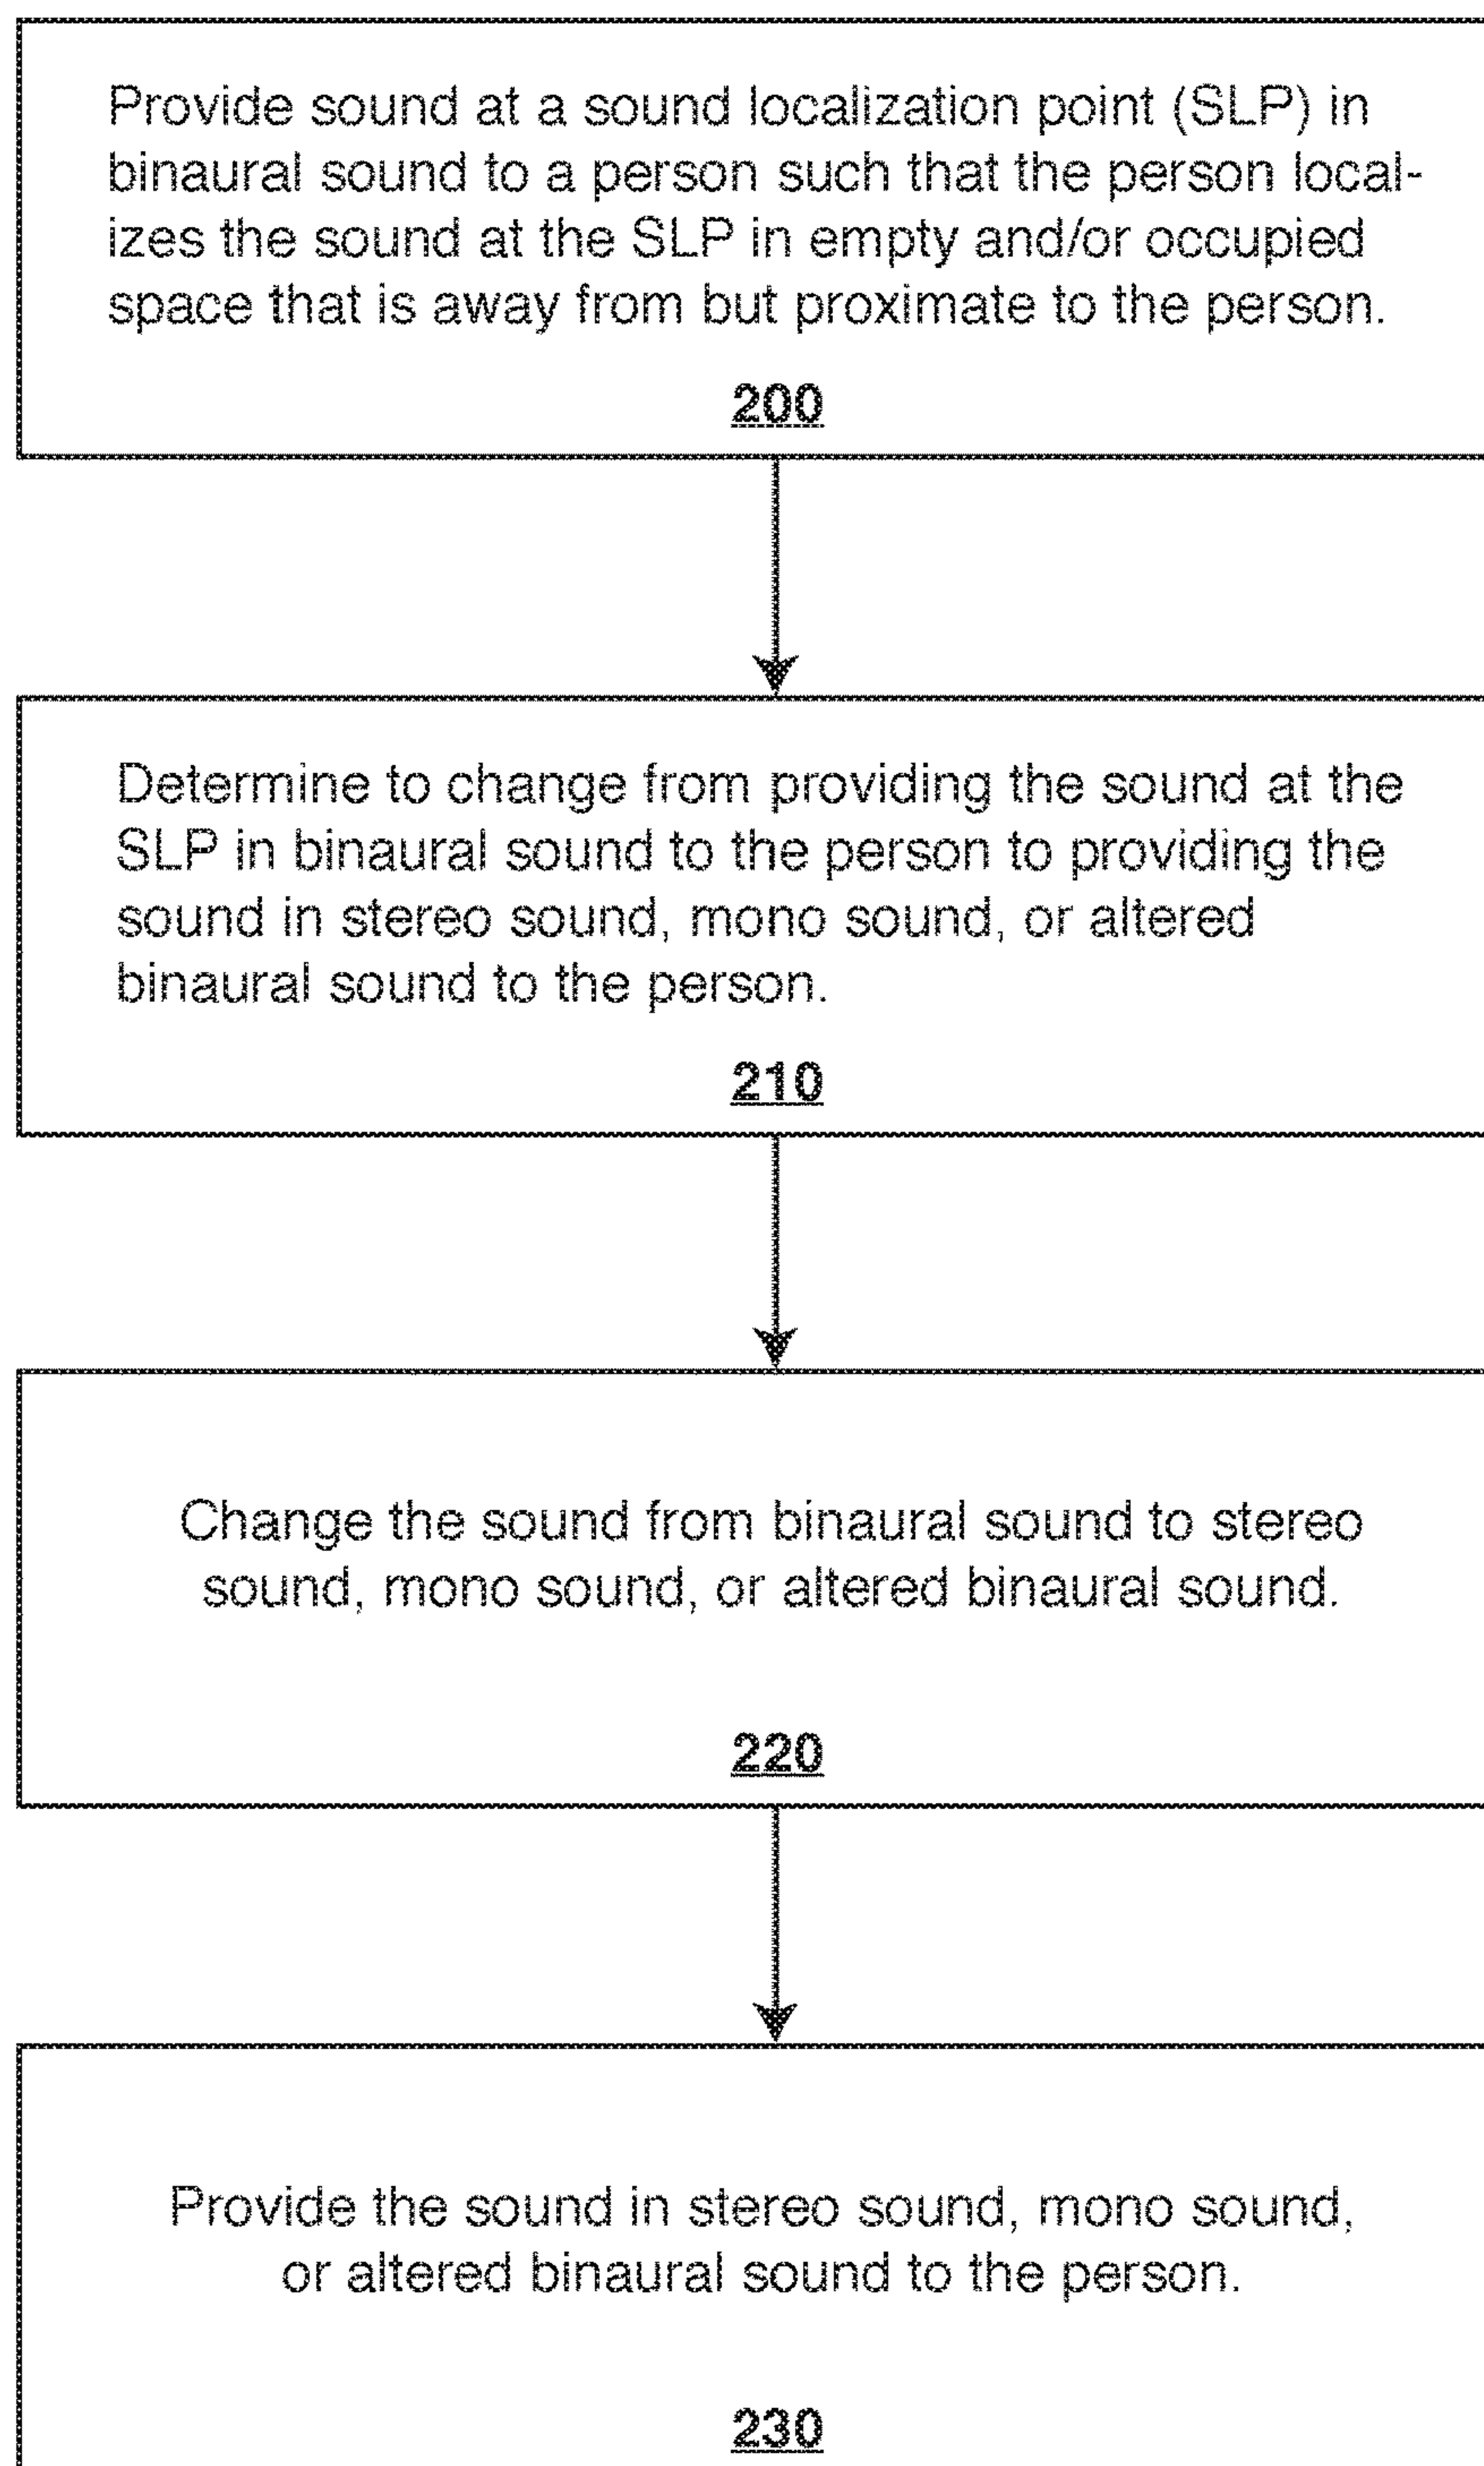 Provide sound at a sound localization point (SLP) in
binaural sound to a person such that the person local-
izes the sound at the SLP in empty and/or occupied
space that is away from but proximate to the person.
200
Determine to change from providing the sound at the
SLP in binaural sound to the person to providing the
sound in stereo sound, mono sound, or altered
binaural sound to the person.
210
Change the sound from binaural sound to stereo
sound, mono sound, or altered binaural sound.
220
Provide the sound in stereo sound, mono sound,
or altered binaural sound to the person.
230